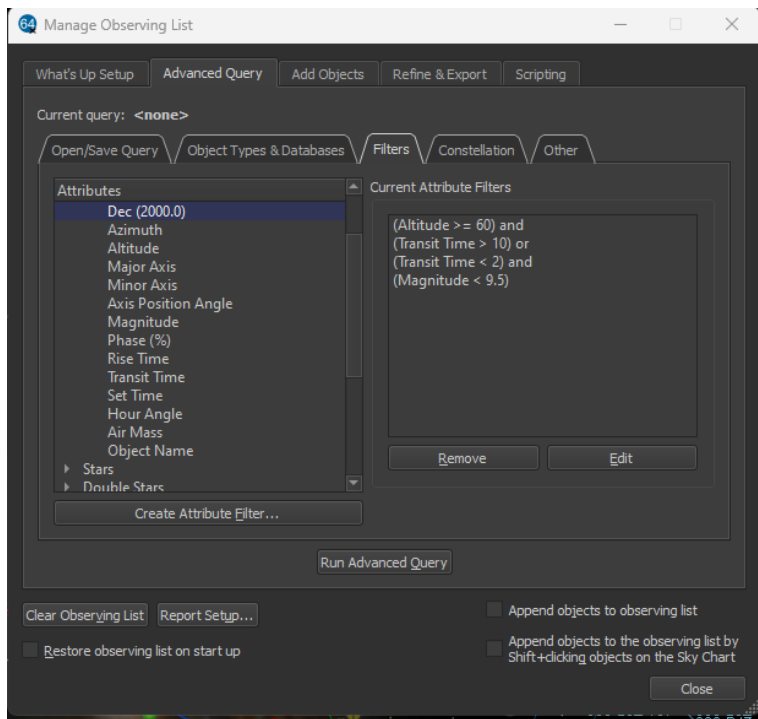 64
Manage Observing List
What's Up Setup
Advanced Query
Add Objects
Refine & Export
Scripting
Current query: <none>
Open/Save Query
Object Types & Databases
Filters
Constellation
Other
Attributes
Dec (2000.0)
Azimuth
Altitude
Major Axis
Minor Axis
Axis Position Angle
Magnitude
Phase (%)
Rise Time
Transit Time
Set Time
Hour Angle
Air Mass
Object Name
Stars
Double Stars
Create Attribute Filter...
Current Attribute Filters
(Altitude >= 60) and
(Transit Time > 10) or
(Transit Time < 2) and
(Magnitude < 9.5)
Remove
Edit
Run Advanced Query
Clear Observing List
Report Setup...
Restore observing list on start up
Append objects to observing list
Append objects to the observing list by
Shift+clicking objects on the Sky Chart
Close